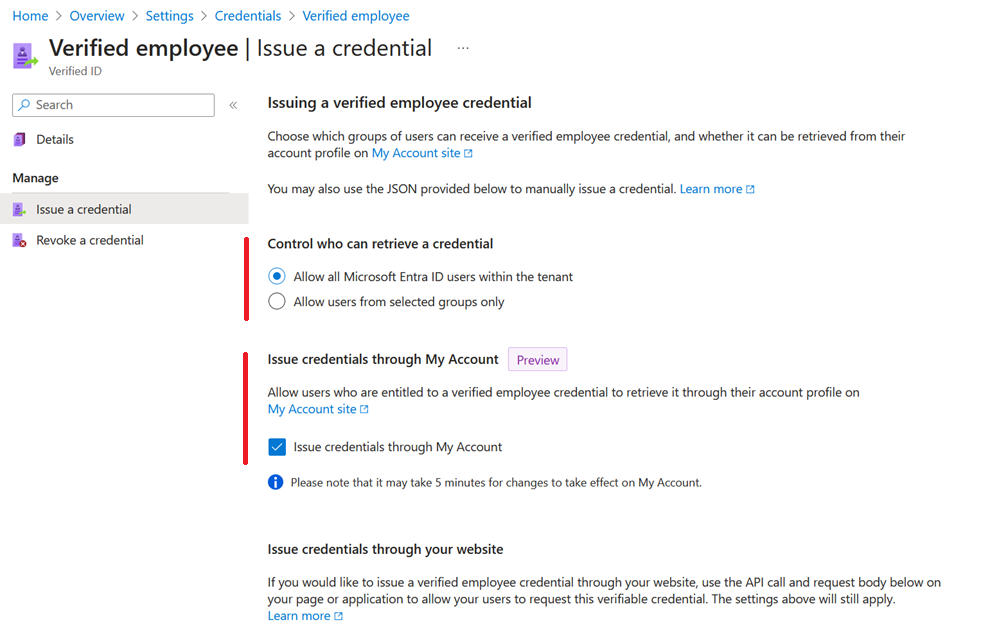 Home > Overview > Settings > Credentials > Verified employee
Verified employee | Issue a credential ...
Verified ID
Search «
Details
Manage
Issue a credential
Revoke a credential
Issuing a verified employee credential
Choose which groups of users can receive a verified employee credential, and whether it can be retrieved from their
account profile on My Account site
You may also use the JSON provided below to manually issue a credential. Learn more
Control who can retrieve a credential
Allow all Microsoft Entra ID users within the tenant
Allow users from selected groups only
Issue credentials through My Account Preview
Allow users who are entitled to a verified employee credential to retrieve it through their account profile on
My Account site
Issue credentials through My Account
Please note that it may take 5 minutes for changes to take effect on My Account.
Issue credentials through your website
If you would like to issue a verified employee credential through your website, use the API call and request body below on
your page or application to allow your users to request this verifiable credential. The settings above will still apply.
Learn more